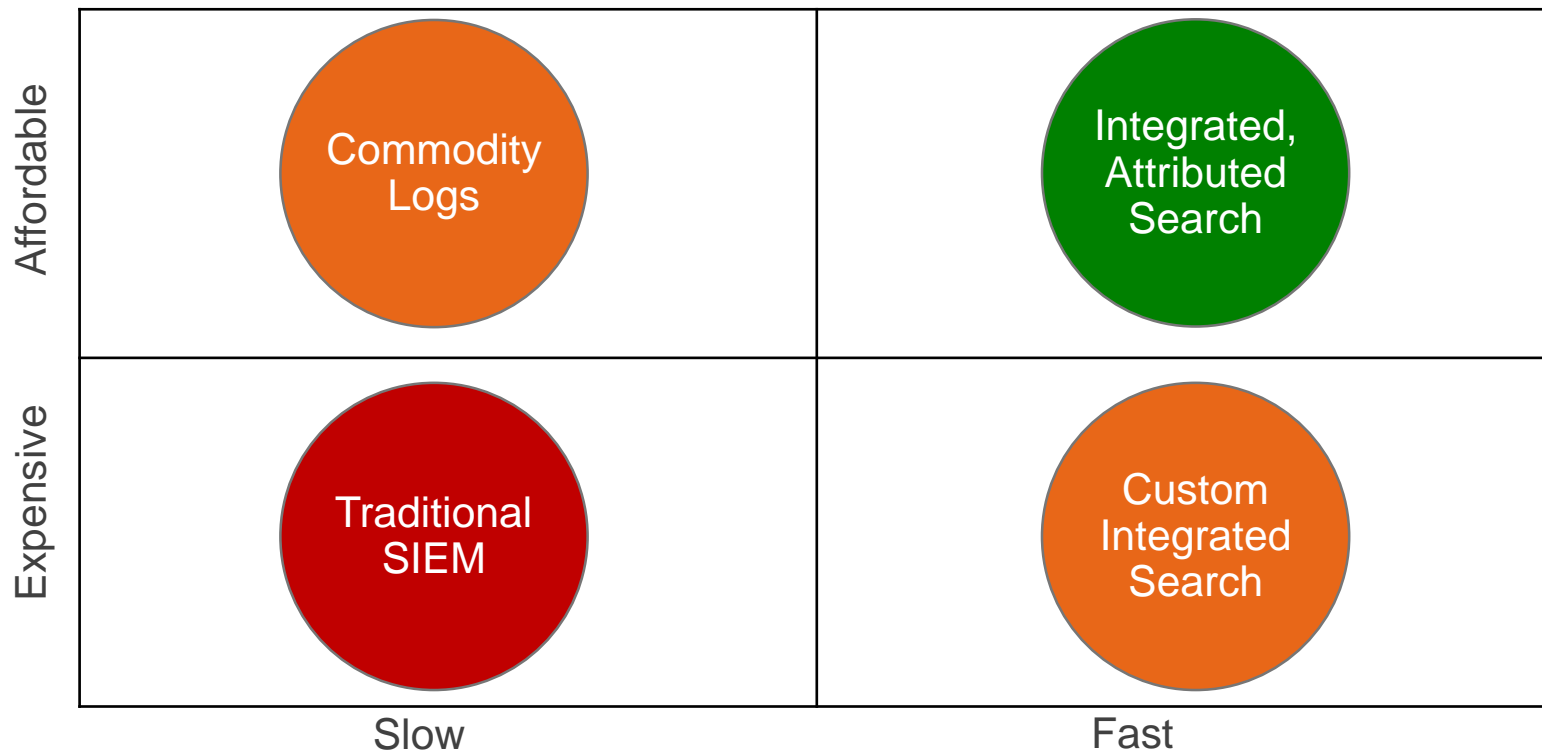 Affordable
Commodity
Logs
Integrated,
Attributed
Search
Expensive
Traditional
SIEM
Custom
Integrated
Search
Slow
Fast